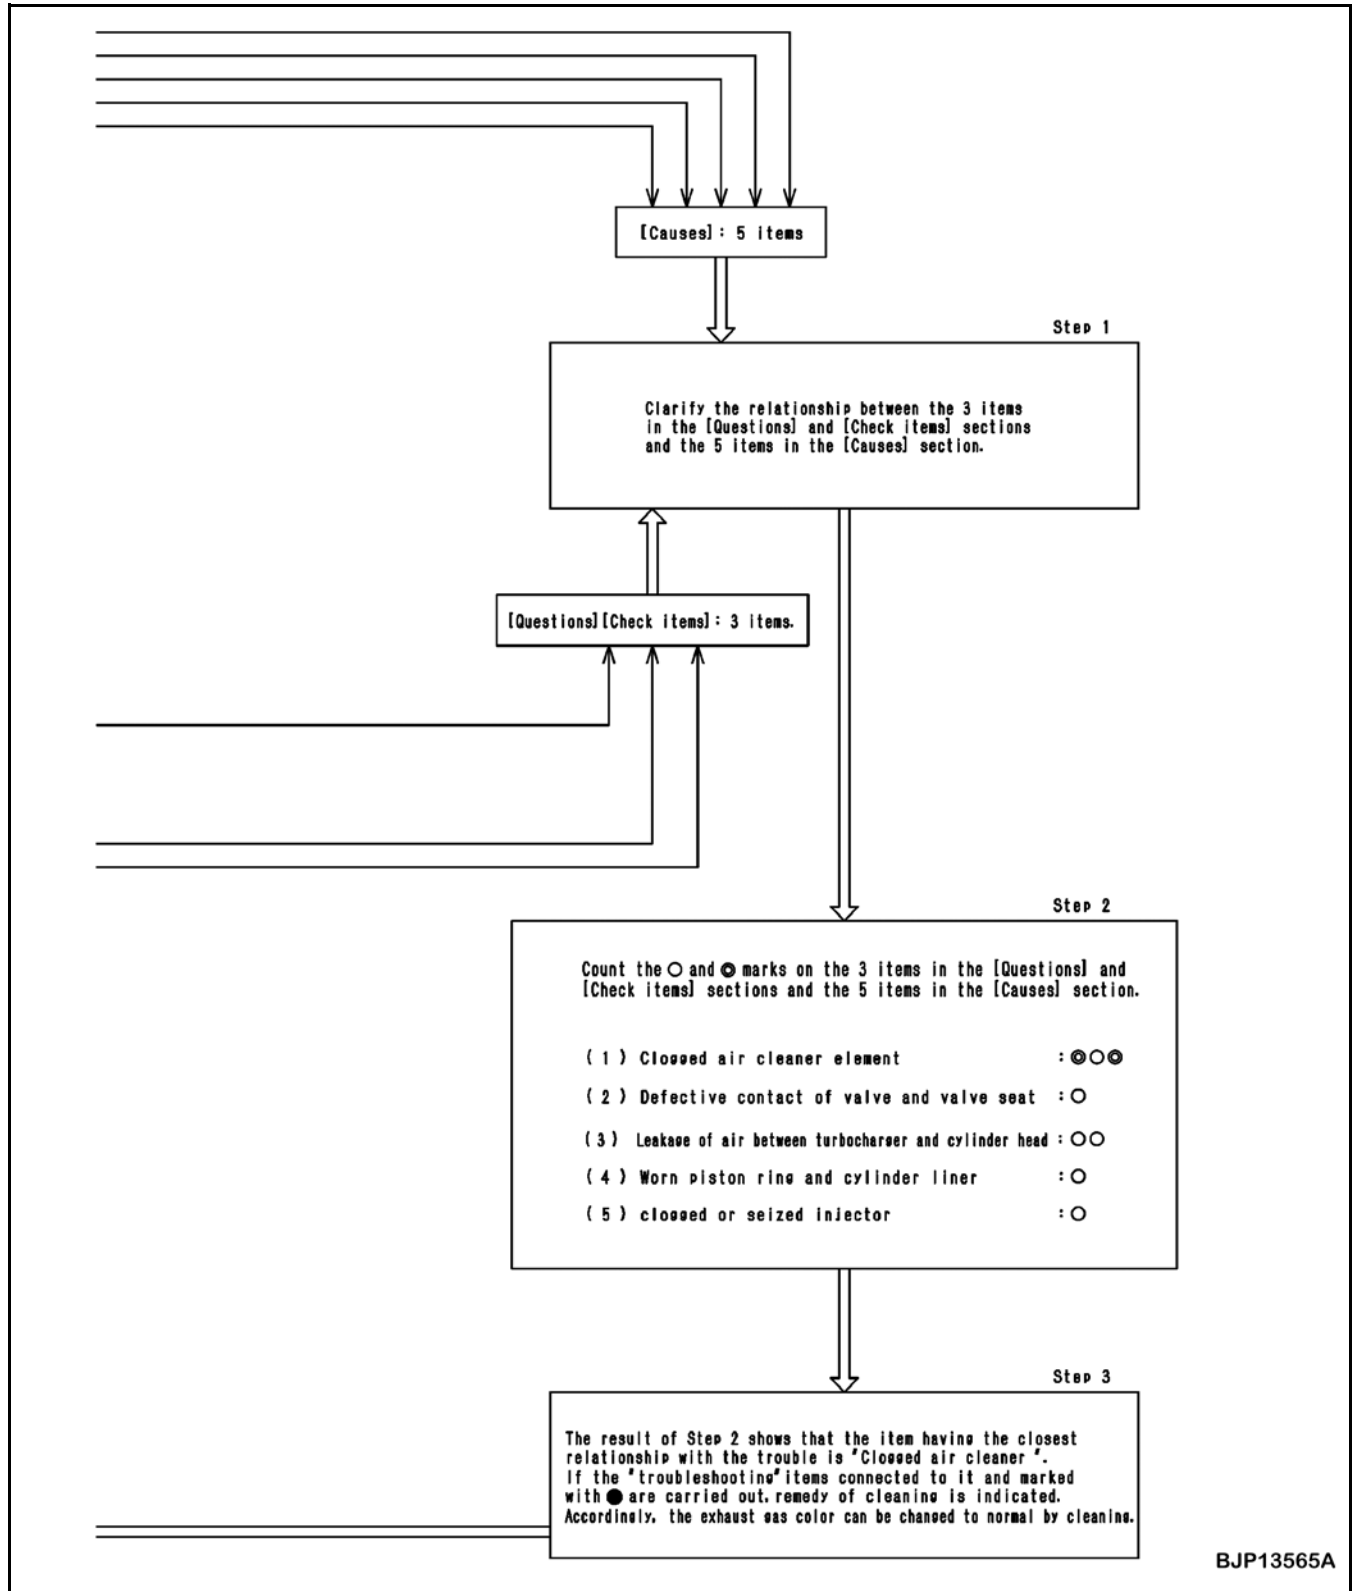 [Causes]: 5 items
Step 1
Clarify the relationship between the 3 items
in the [Questions] and [Check items] sections
and the 5 items in the [Causes] section.
[Questions][Check items]: 3 items.
Step 2
Count the ○ and ◎ marks on the 3 items in the [Questions] and
[Check items] sections and the 5 items in the [Causes] section.
(1) Clogged air cleaner element :◎○◎
(2) Defective contact of valve and valve seat :○
(3) Leakage of air between turbocharger and cylinder head :○○
(4) Worn piston ring and cylinder liner :○
(5) clogged or seized injector :○
Step 3
The result of Step 2 shows that the item having the closest
relationship with the trouble is "Clogged air cleaner ".
If the "troubleshooting" items connected to it and marked
with ● are carried out, remedy of cleaning is indicated.
Accordingly, the exhaust gas color can be changed to normal by cleaning.
BJP13565A